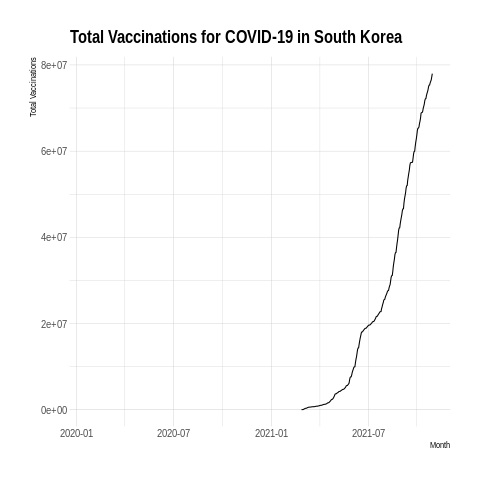 Total Vaccinations for COVID-19 in South Korea
Total Vaccinations
8e+07
6e+07
4e+07
2e+07
0e+00
2020-01 2020-07 2021-01 2021-07
Month